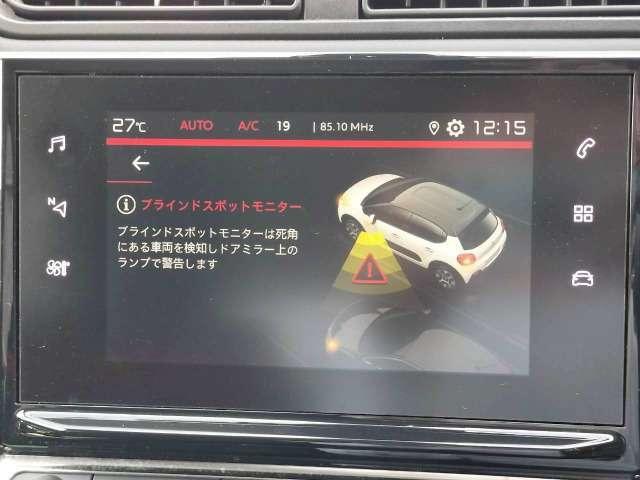 27℃ AUTO A/C 19 | 85.10 MHz 12:15
N
ブラインドスポットモニター
ブラインドスポットモニターは死角
にある車両を検知しドアミラー上の
ランプで警告します